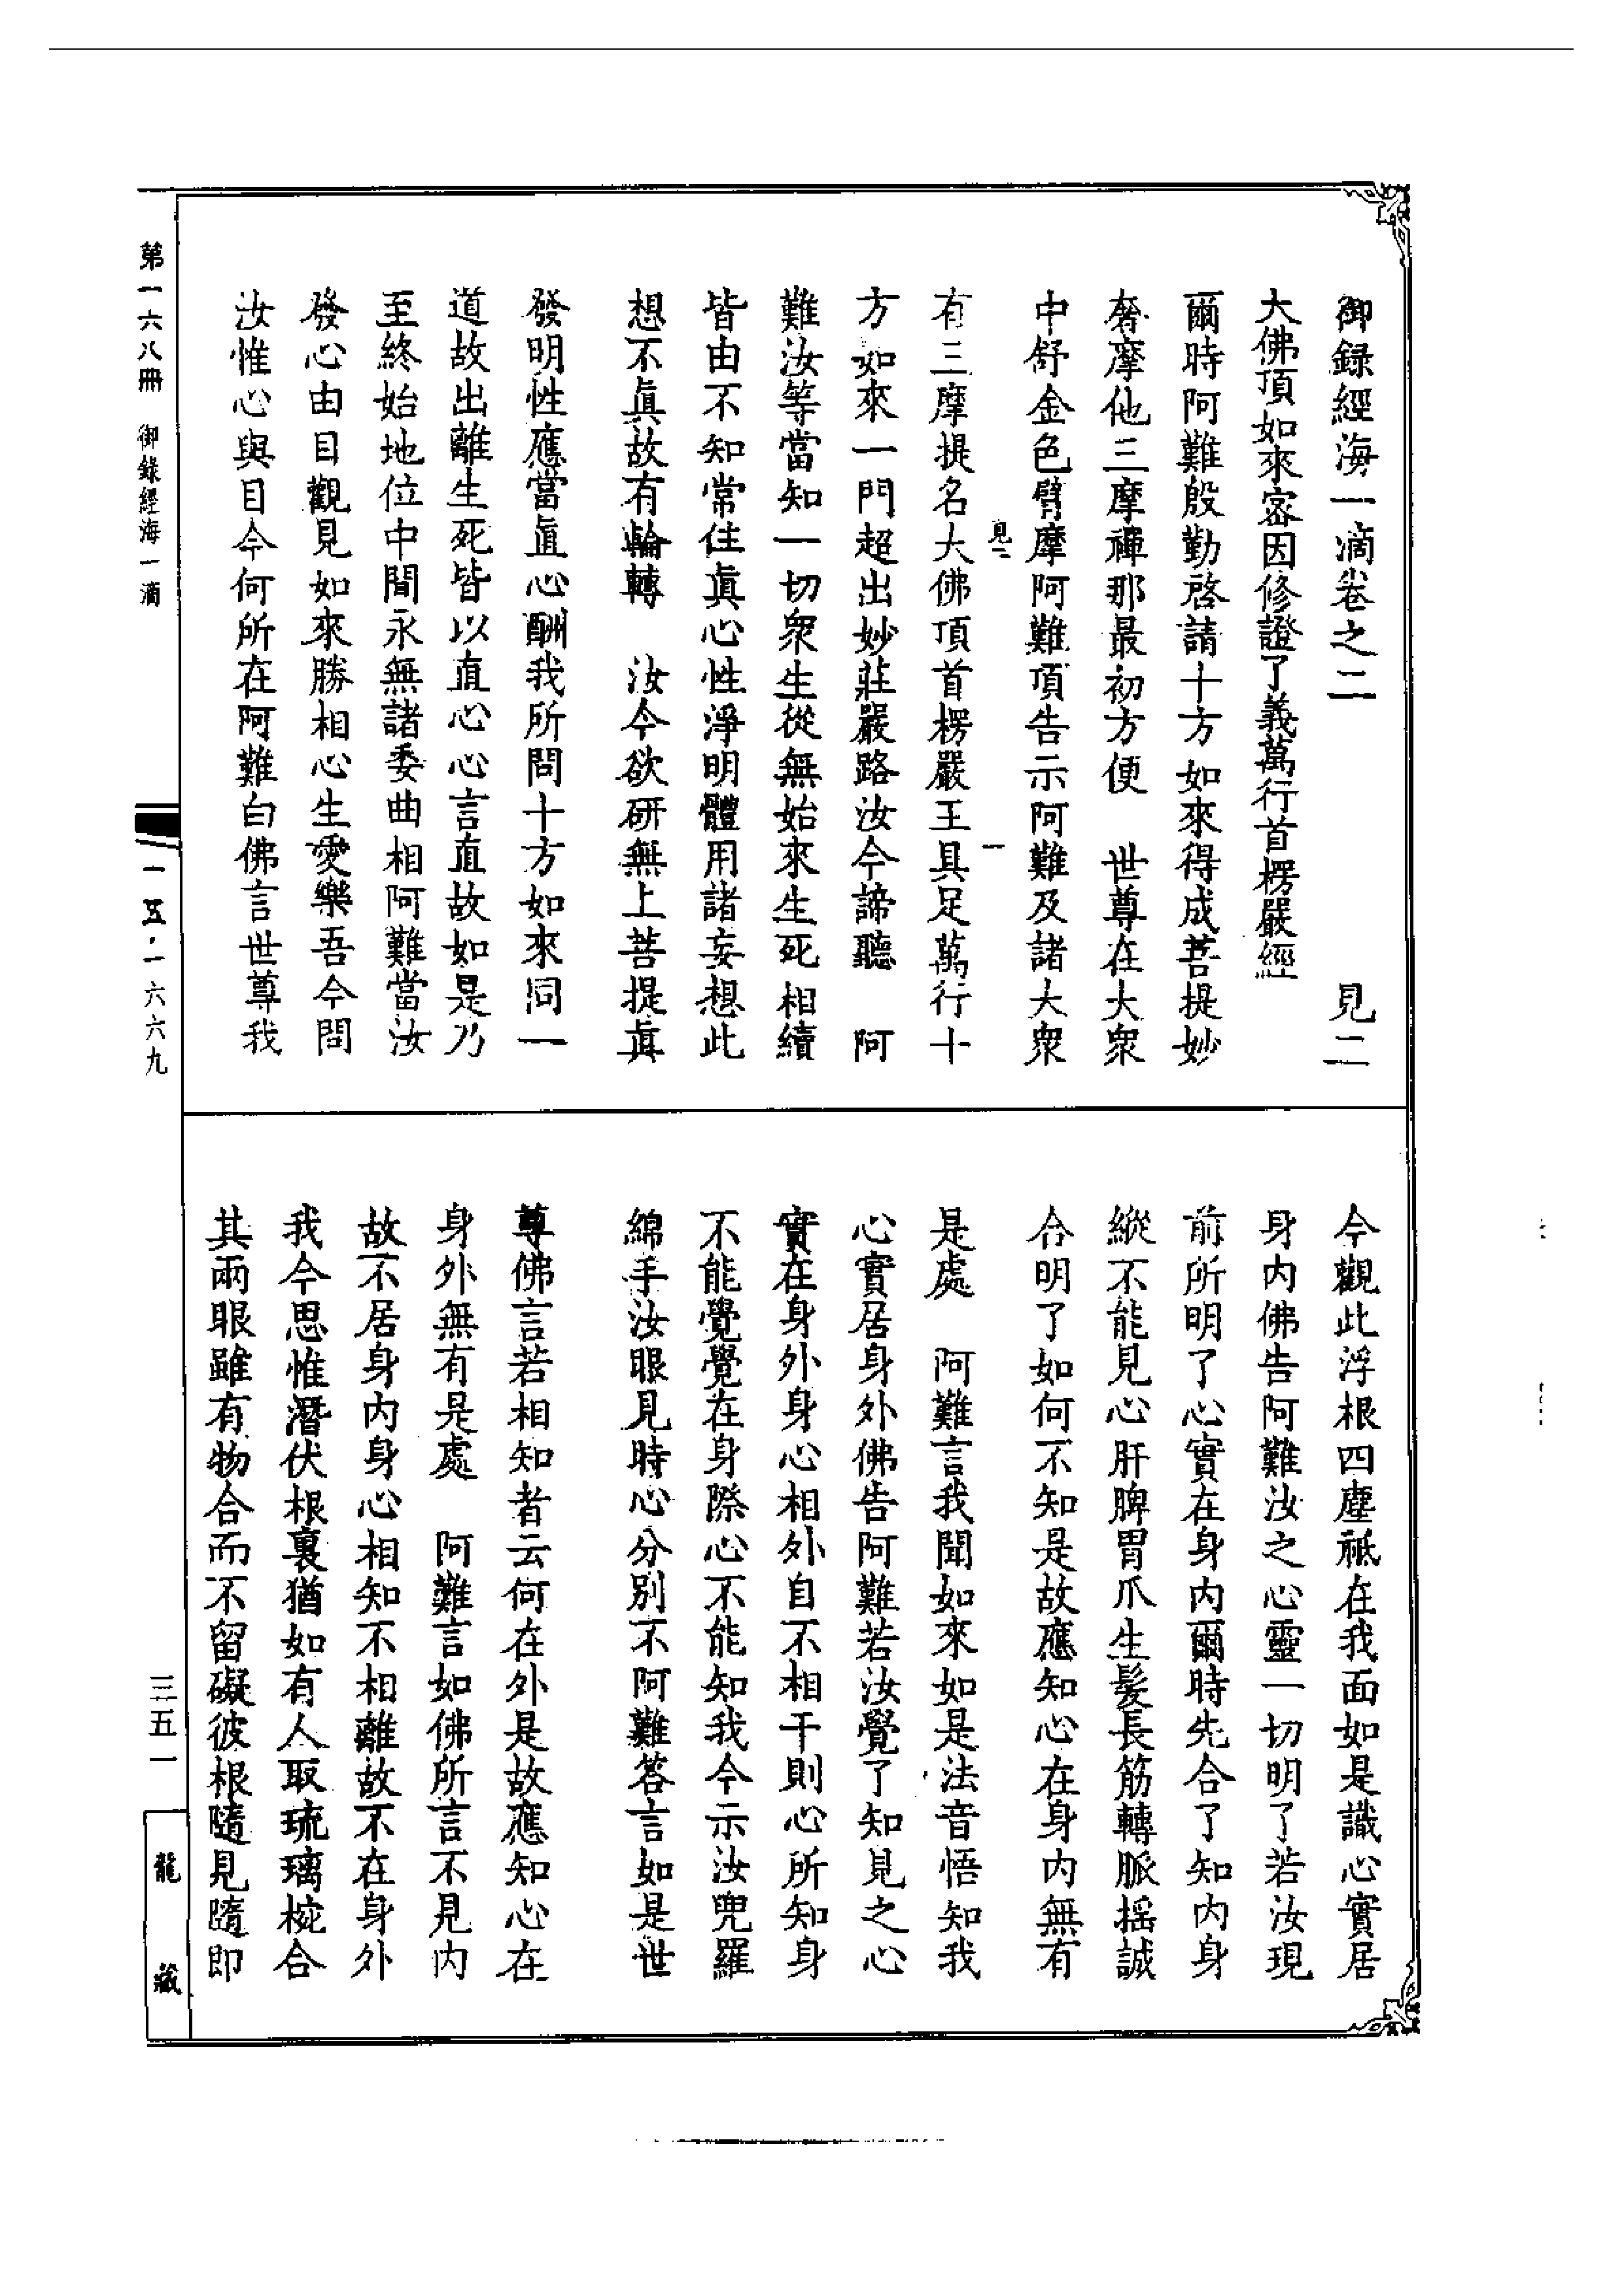 御録經海一滴卷之二　見二
大佛頂如來密因修證了義萬行首楞嚴經
爾時阿難殷勤啓請十方如來得成菩提妙
奢摩他三摩禪那最初方便　世尊在大衆
中舒金色臂摩阿難頂告示阿難及諸大衆
見二　一
有三摩提名大佛頂首楞嚴王具足萬行十
方如來一門超出妙莊嚴路汝今諦聽　阿
難汝等當知一切衆生從無始來生死相續
皆由不知常住眞心性淨明體用諸妄想此
想不眞故有輪轉　汝今欲研無上菩提眞
發明性應當直心酬我所問十方如來同一
道故出離生死皆以直心心言直故如是乃
至終始地位中間永無諸委曲相阿難當汝
發心由目觀見如來勝相心生愛樂吾今問
汝惟心與目今何所在阿難白佛言世尊我
今觀此浮根四塵祗在我面如是識心實居
身内佛告阿難汝之心靈一切明了若汝現
前所明了心實在身内爾時先合了知内身
縱不能見心肝脾胃爪生髮長筋轉脈揺誠
合明了如何不知是故應知心在身内無有
是處　阿難言我聞如來如是法音悟知我
心實居身外佛告阿難若汝覺了知見之心
實在身外身心相外自不相干則心所知身
不能覺覺在身際心不能知我今示汝兜羅
綿手汝眼見時心分別不阿難答言如是世
尊佛言若相知者云何在外是故應知心在
身外無有是處　阿難言如佛所言不見内
故不居身内身心相知不相離故不在身外
我今思惟潛伏根裏猶如有人取琉璃椀合
其兩眼雖有物合而不留礙彼根隨見隨即
第一六八冊　御錄經海一滴
一五·一六六九
三五一
龍藏